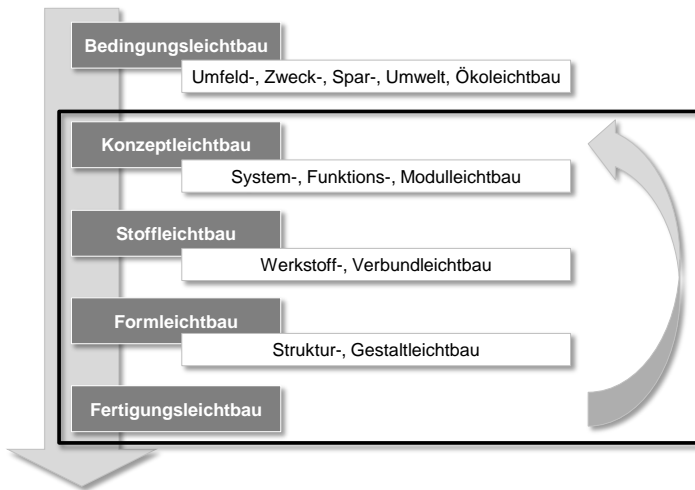 Bedingungsleichtbau
Umfeld-, Zweck-, Spar-, Umwelt, Ökoleichtbau
Konzeptleichtbau
System-, Funktions-, Modulleichtbau
Stoffleichtbau
Werkstoff-, Verbundleichtbau
Formleichtbau
Struktur-, Gestaltleichtbau
Fertigungsleichtbau